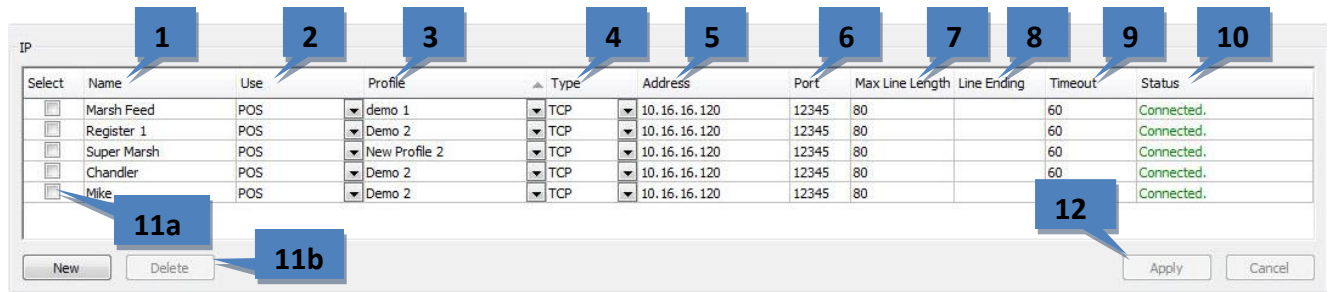 1 2 3 4 5 6 7 8 9 10
IP
Select Name Use Profile Type Address Port Max Line Length Line Ending Timeout Status
Marsh Feed POS demo 1 TCP 10.16.16.120 12345 80 60 Connected.
Register 1 POS Demo 2 TCP 10.16.16.120 12345 80 60 Connected.
Super Marsh POS New Profile 2 TCP 10.16.16.120 12345 80 60 Connected.
Chandler POS Demo 2 TCP 10.16.16.120 12345 80 60 Connected.
Mike POS Demo 2 TCP 10.16.16.120 12345 80 Connected.
11a 12
New Delete 11b Apply Cancel